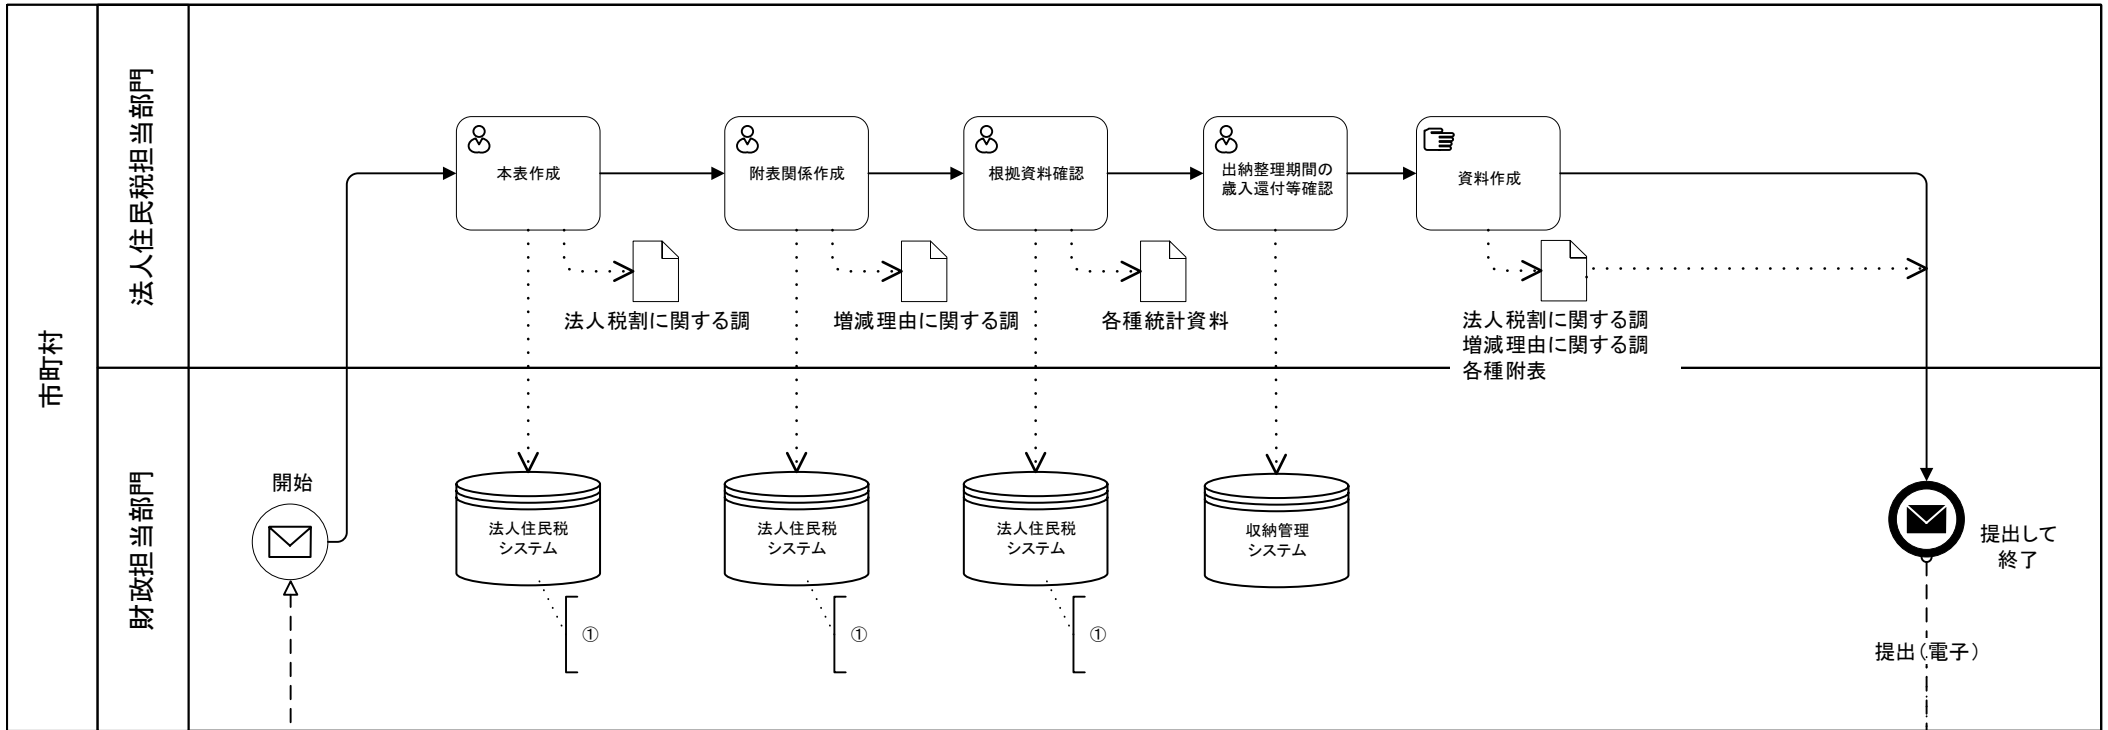 市町村
法人住民税担当部門
本表作成
附表関係作成
根拠資料確認
出納整理期間の
歳入還付等確認
資料作成
法人税割に関する調
増減理由に関する調
各種統計資料
法人税割に関する調
増減理由に関する調
各種附表
財政担当部門
開始
法人住民税
システム
法人住民税
システム
法人住民税
システム
収納管理
システム
提出して
終了
①
①
①
提出（電子）